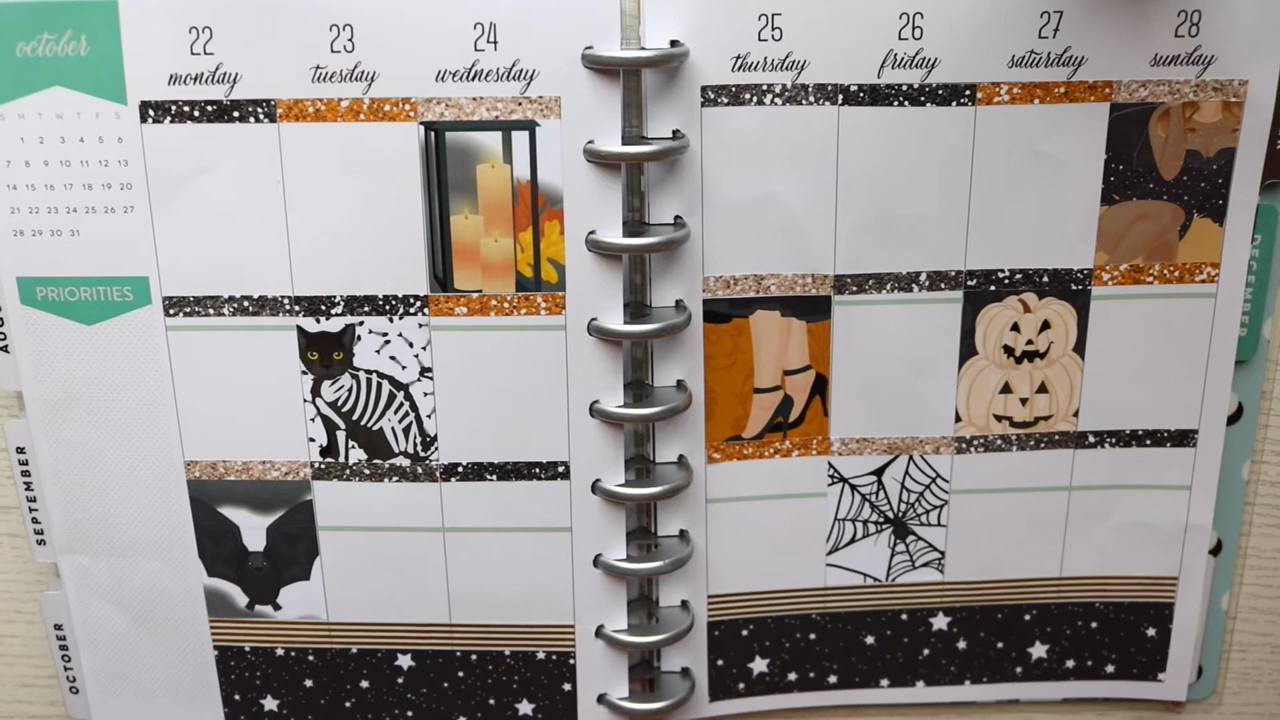 october
S M T W T F S
1 2 3 4 5 6
7 8 9 10 11 12 13
14 15 16 17 18 19 20
21 22 23 24 25 26 27
28 29 30 31
PRIORITIES
22
monday
23
tuesday
24
wednesday
25
thursday
26
friday
27
saturday
28
sunday
SEPTEMBER
OCTOBER
DECEMBER